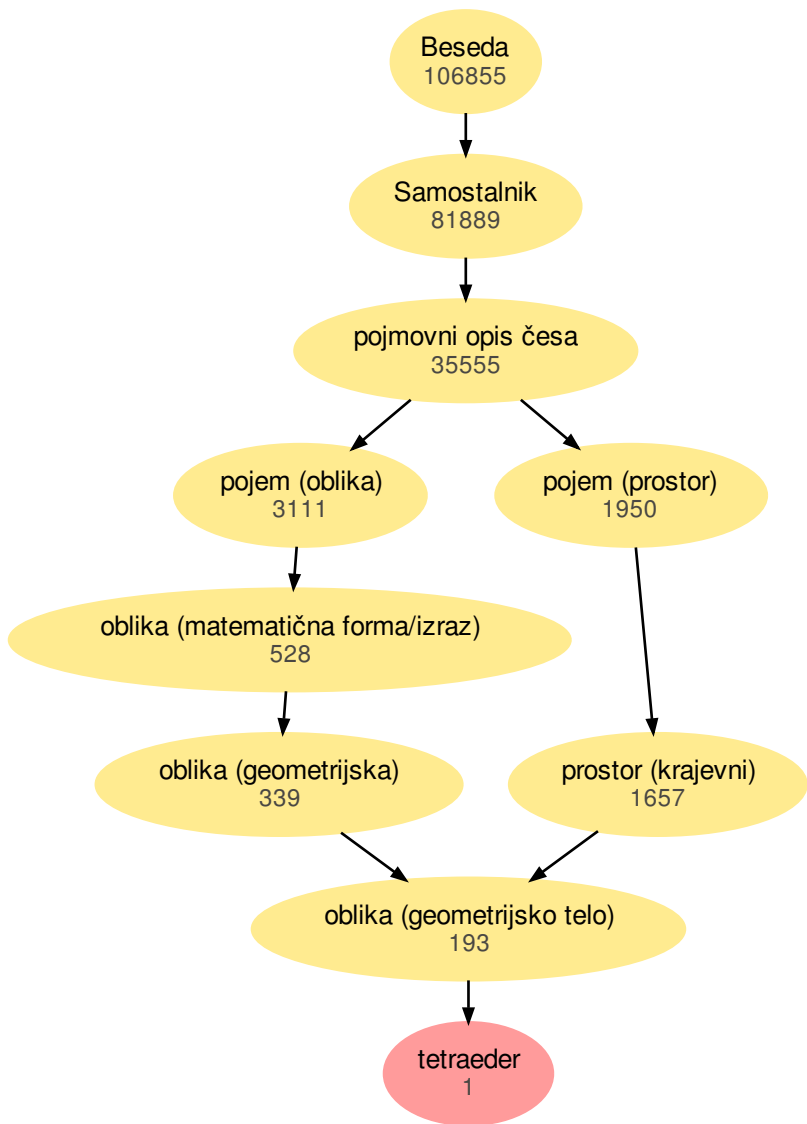 Beseda
106855
Samostalnik
81889
pojmovni opis česa
35555
pojem (oblika)
3111
pojem (prostor)
1950
oblika (matematična forma/izraz)
528
oblika (geometrijska)
339
prostor (krajevni)
1657
oblika (geometrijsko telo)
193
tetraeder
1